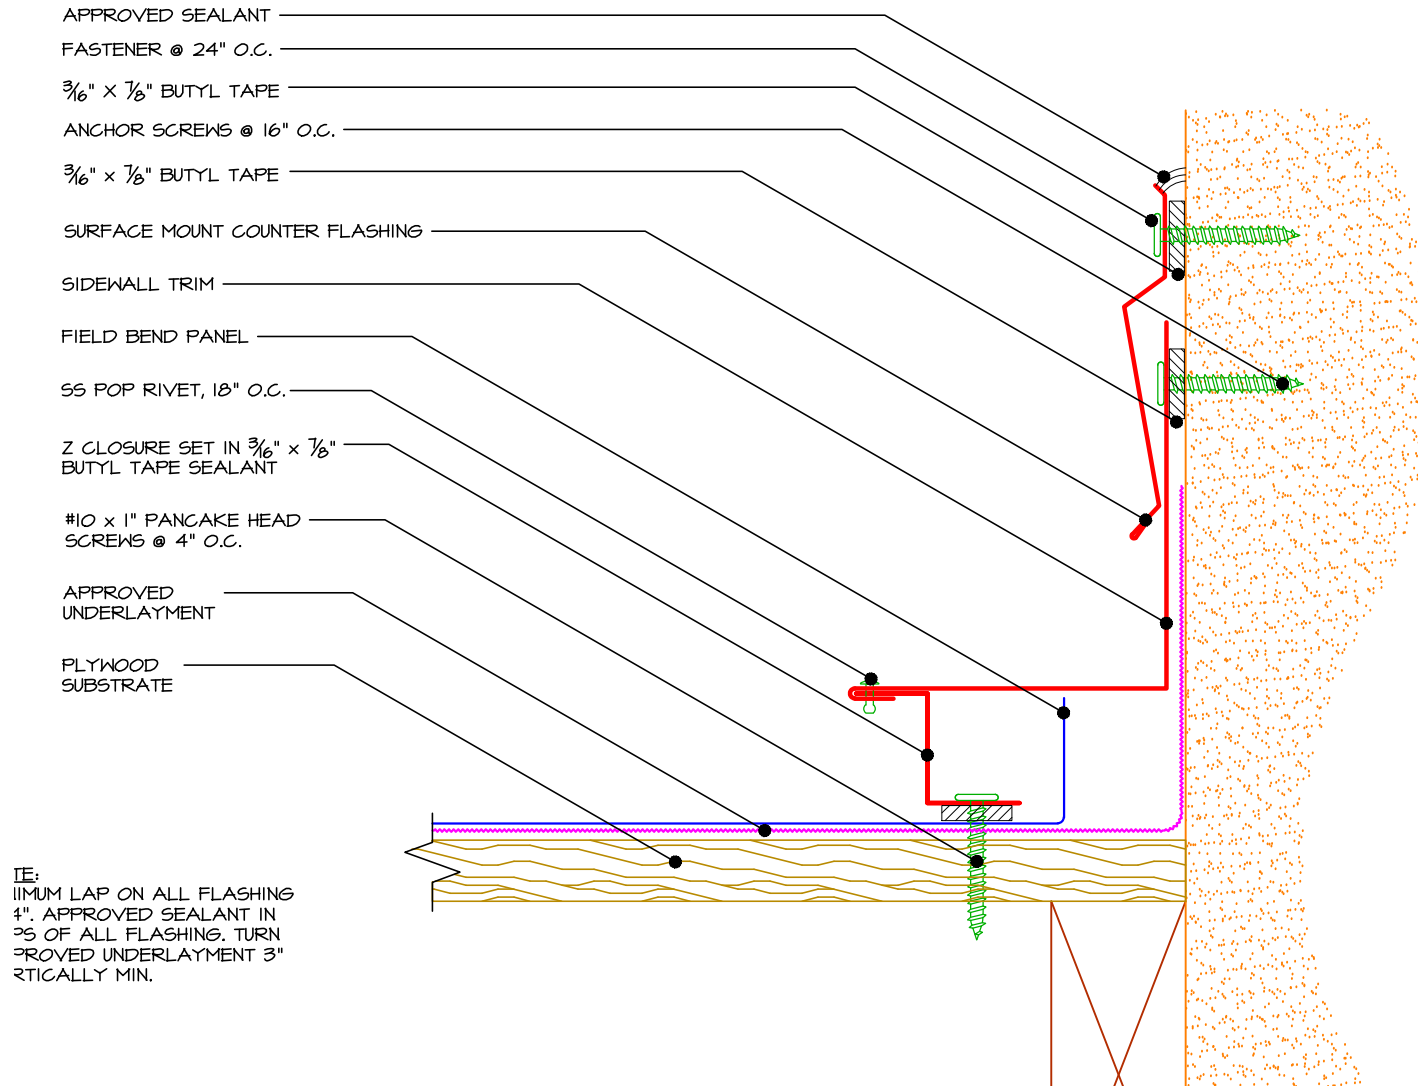 APPROVED SEALANT
FASTENER @ 24" O.C.
3/16" X 7/8" BUTYL TAPE
ANCHOR SCREWS @ 16" O.C.
3/16" x 7/8" BUTYL TAPE
SURFACE MOUNT COUNTER FLASHING
SIDEWALL TRIM
FIELD BEND PANEL
SS POP RIVET, 18" O.C.
Z CLOSURE SET IN 3/16" x 7/8"
BUTYL TAPE SEALANT
#10 x 1" PANCAKE HEAD
SCREWS @ 4" O.C.
APPROVED
UNDERLAYMENT
PLYWOOD
SUBSTRATE
TE:
IMUM LAP ON ALL FLASHING
4". APPROVED SEALANT IN
PS OF ALL FLASHING. TURN
PROVED UNDERLAYMENT 3"
RTICALLY MIN.